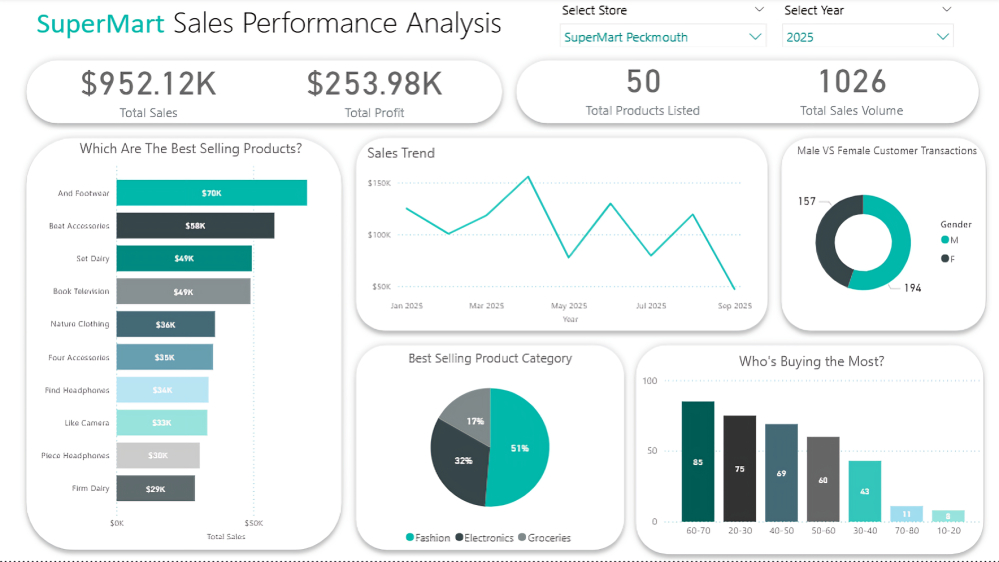 SuperMart Sales Performance Analysis
Select Store
SuperMart Peckmouth
Select Year
2025
$952.12K
Total Sales
$253.98K
Total Profit
50
Total Products Listed
1026
Total Sales Volume
Which Are The Best Selling Products?
And Footwear $70K
Beat Accessories $58K
Set Dairy $49K
Book Television $49K
Nature Clothing $36K
Four Accessories $35K
Find Headphones $34K
Like Camera $33K
Piece Headphones $30K
Firm Dairy $29K
$0K $50K
Total Sales
Sales Trend
$150K
$100K
$50K
Jan 2025 Mar 2025 May 2025 Jul 2025 Sep 2025
Year
Male VS Female Customer Transactions
157
194
Gender
M
F
Best Selling Product Category
17%
51%
32%
Fashion Electronics Groceries
Who's Buying the Most?
100
50
0
85 75 69 60 43 11 8
60-70 20-30 40-50 50-60 30-40 70-80 10-20